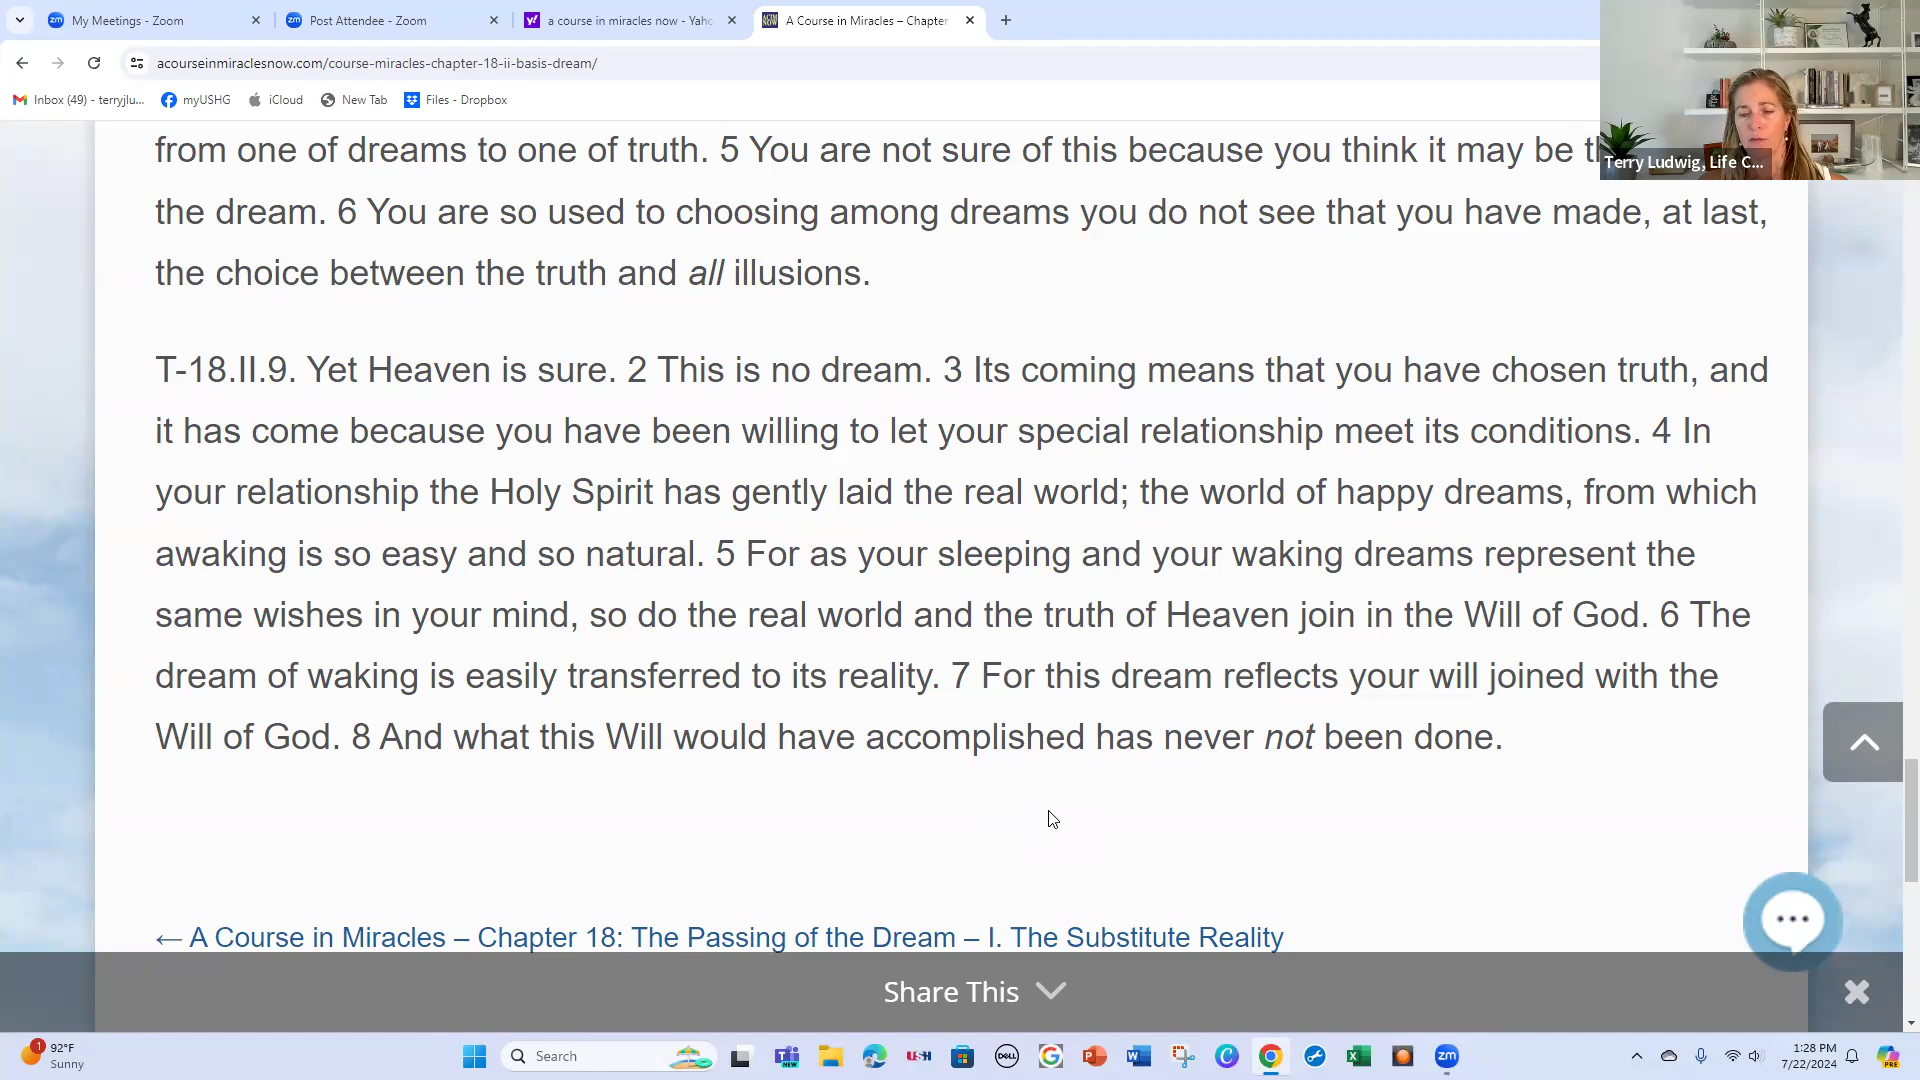 My Meetings - Zoom
Post Attendee - Zoom
a course in miracles now - Yaho
A Course in Miracles – Chapter
acourseinmiraclesnow.com/course-miracles-chapter-18-ii-basis-dream/
Inbox (49) - terryjlu...
myUSHG
iCloud
New Tab
Files - Dropbox
Terry Ludwig, Life C...
from one of dreams to one of truth. 5 You are not sure of this because you think it may be
the dream. 6 You are so used to choosing among dreams you do not see that you have made, at last,
the choice between the truth and all illusions.
T-18.II.9. Yet Heaven is sure. 2 This is no dream. 3 Its coming means that you have chosen truth, and
it has come because you have been willing to let your special relationship meet its conditions. 4 In
your relationship the Holy Spirit has gently laid the real world; the world of happy dreams, from which
awaking is so easy and so natural. 5 For as your sleeping and your waking dreams represent the
same wishes in your mind, so do the real world and the truth of Heaven join in the Will of God. 6 The
dream of waking is easily transferred to its reality. 7 For this dream reflects your will joined with the
Will of God. 8 And what this Will would have accomplished has never not been done.
← A Course in Miracles – Chapter 18: The Passing of the Dream – I. The Substitute Reality
Share This
1
92°F
Sunny
Search
NEW
USH
DELL
zm
PRE
1:28 PM
7/22/2024